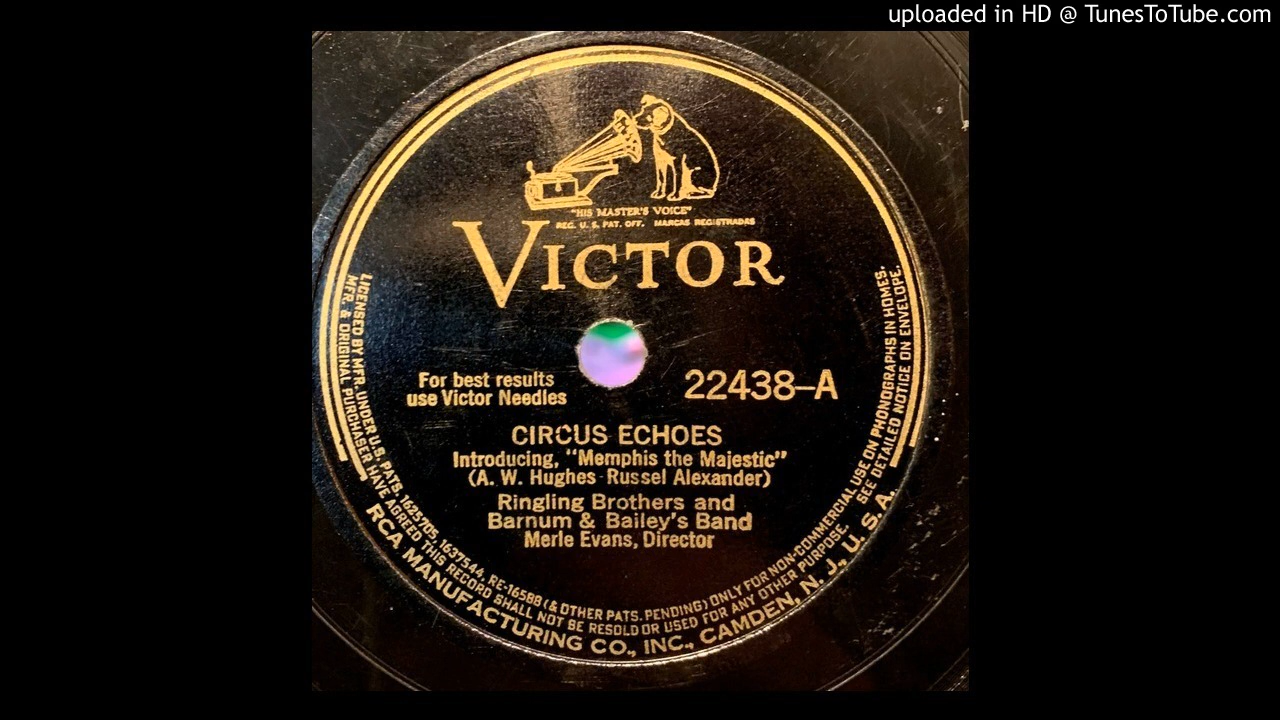 uploaded in HD @ TunesToTube.com
"HIS MASTER'S VOICE"
REG. U. S. PAT. OFF. MARCAS REGISTRADAS
VICTOR
For best results
use Victor Needles
22438-A
CIRCUS ECHOES
Introducing, "Memphis the Majestic"
(A. W. Hughes-Russel Alexander)
Ringling Brothers and
Barnum & Bailey's Band
Merle Evans, Director
LICENSED BY MFR. UNDER U.S. PATS. 1625705, 1637544, RE-16588 (& OTHER PATS. PENDING) ONLY FOR NON-COMMERCIAL USE ON PHONOGRAPHS IN HOMES.
MFR. & ORIGINAL PURCHASER HAVE AGREED THIS RECORD SHALL NOT BE RESOLD OR USED FOR ANY OTHER PURPOSE. SEE DETAILED NOTICE ON ENVELOPE.
RCA MANUFACTURING CO., INC., CAMDEN, N. J., U. S. A.